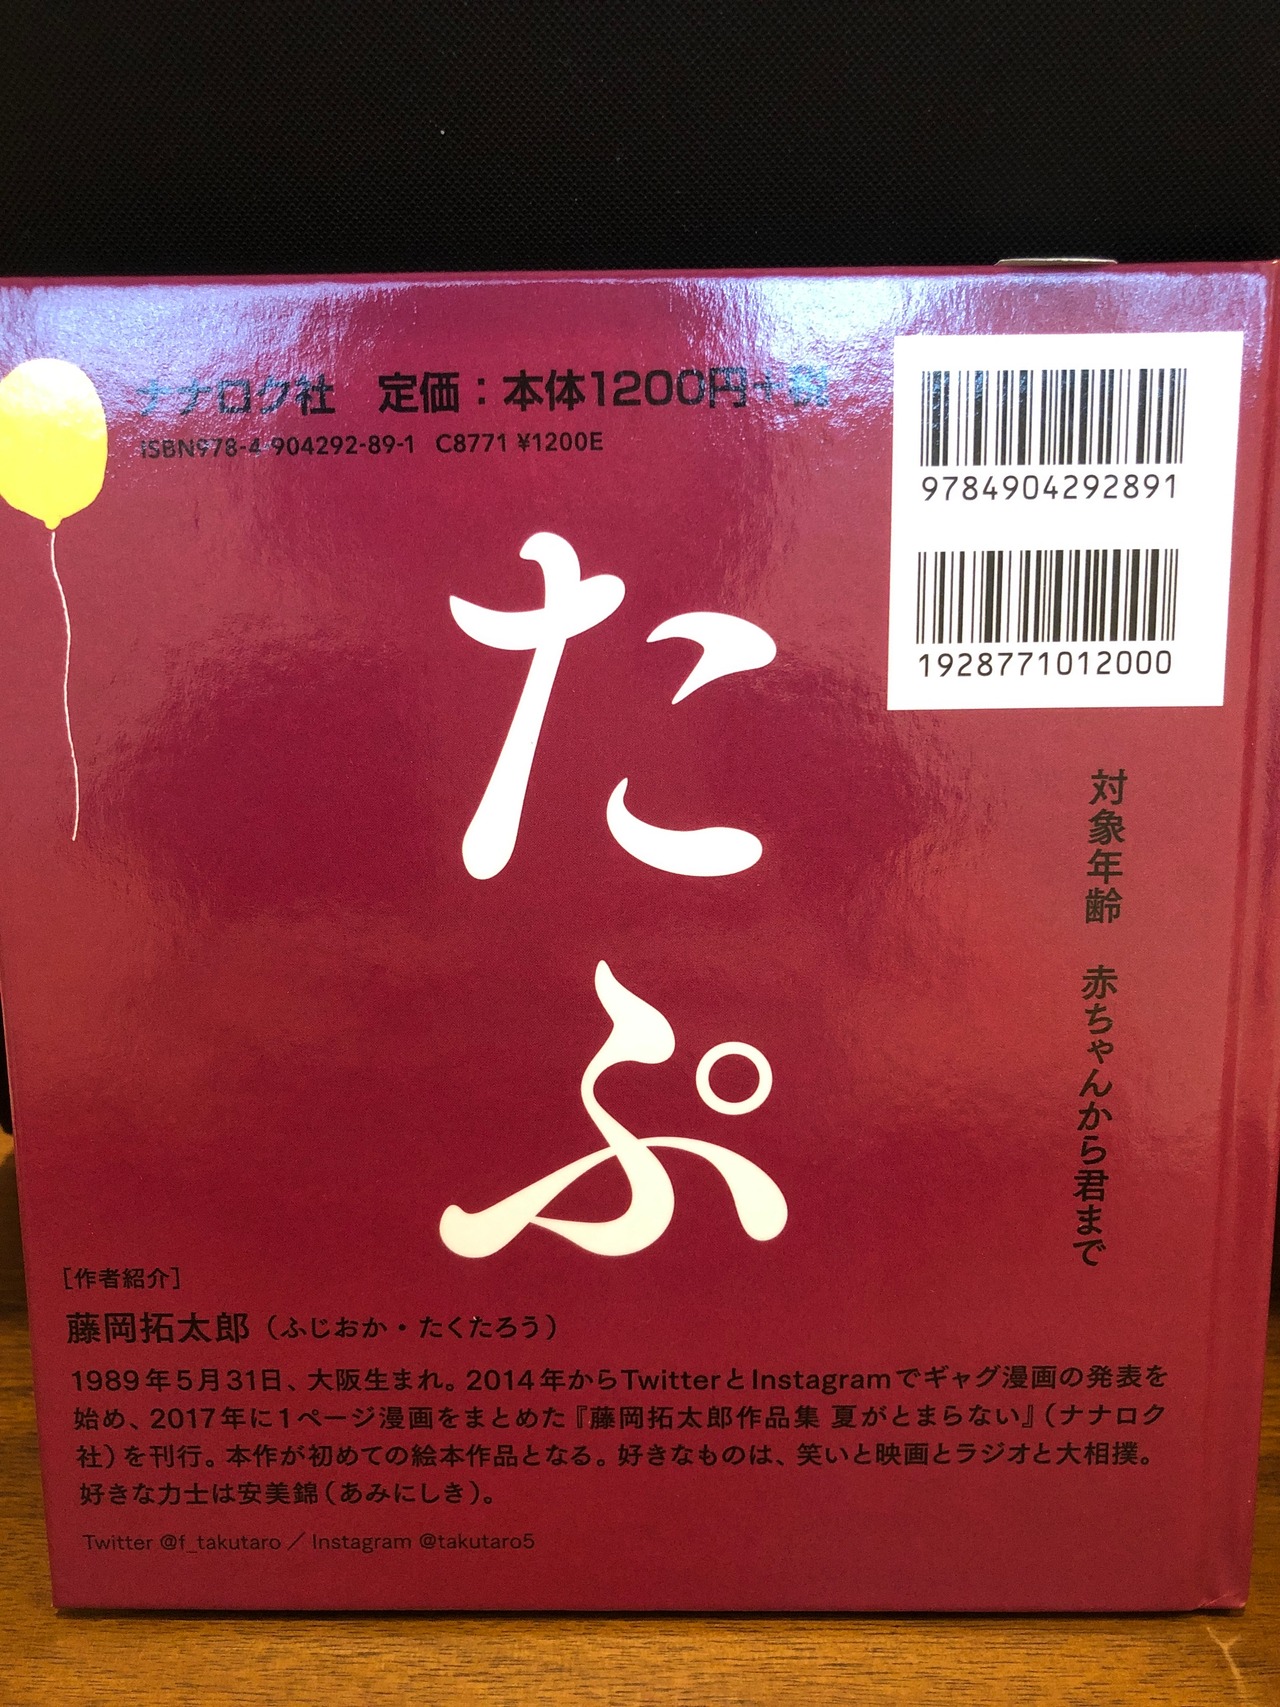 ナナロク社　定価：本体1200円+税
ISBN978-4-904292-89-1 C8771 ¥1200E
9784904292891
1928771012000
たぷ
対象年齢　赤ちゃんから君まで
［作者紹介］
藤岡拓太郎（ふじおか・たくたろう）
1989年5月31日、大阪生まれ。2014年からTwitterとInstagramでギャグ漫画の発表を
始め、2017年に1ページ漫画をまとめた『藤岡拓太郎作品集 夏がとまらない』（ナナロク
社）を刊行。本作が初めての絵本作品となる。好きなものは、笑いと映画とラジオと大相撲。
好きな力士は安美錦（あみにしき）。
Twitter @f_takutaro／Instagram @takutaro5